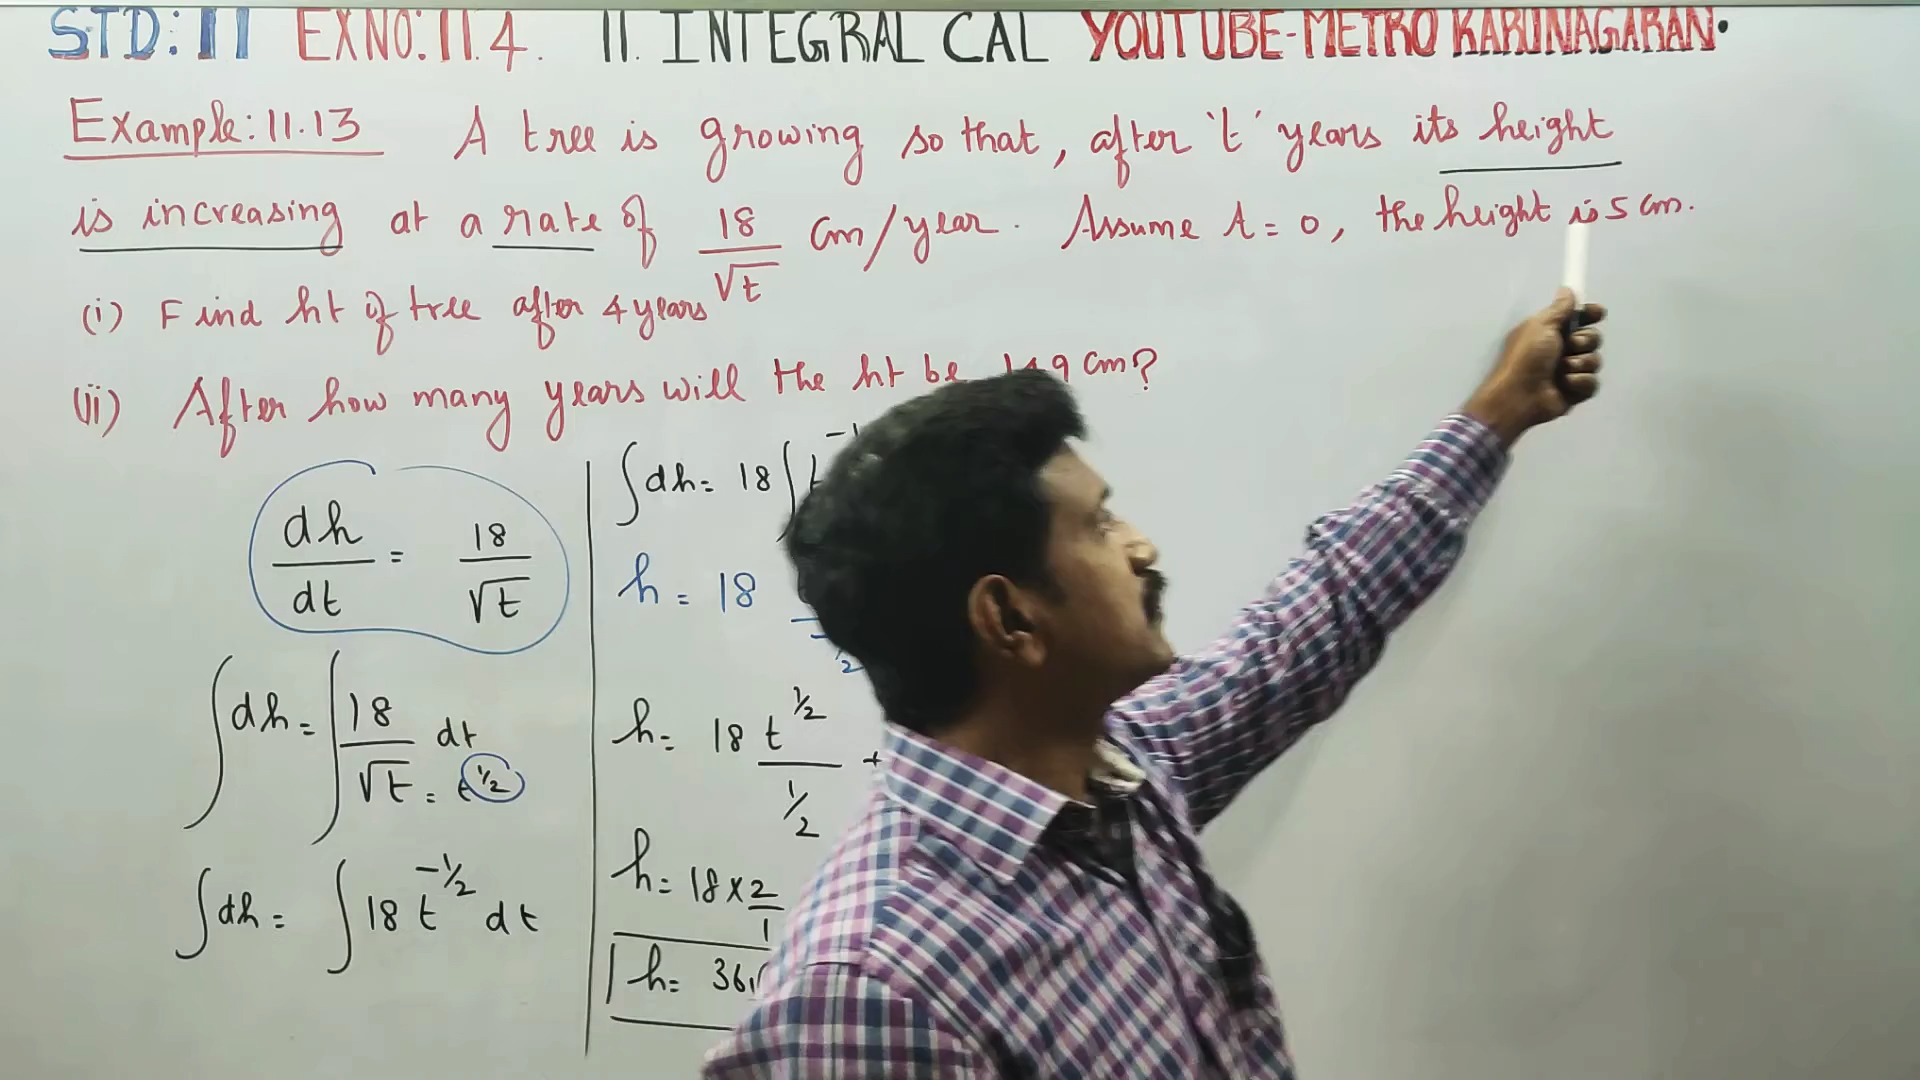 STD: 11 EXNO: 11.4. 11. INTEGRAL CAL YOUTUBE-METRO KARUNAGARAN.
Example: 11.13 A tree is growing so that, after 't' years its height
is increasing at a rate of 18/√t cm/year. Assume t = 0, the height is 5 cm.
(i) Find ht of tree after 4 years
(ii) After how many years will the ht be 149 cm?
dh/dt = 18/√t
∫dh = ∫ 18/√t dt
√t = t^1/2
∫dh = ∫ 18 t^-1/2 dt
∫dh = 18 ∫ t
h = 18
h = 18 t^1/2 / 1/2 +
h = 18 × 2/1
h = 36